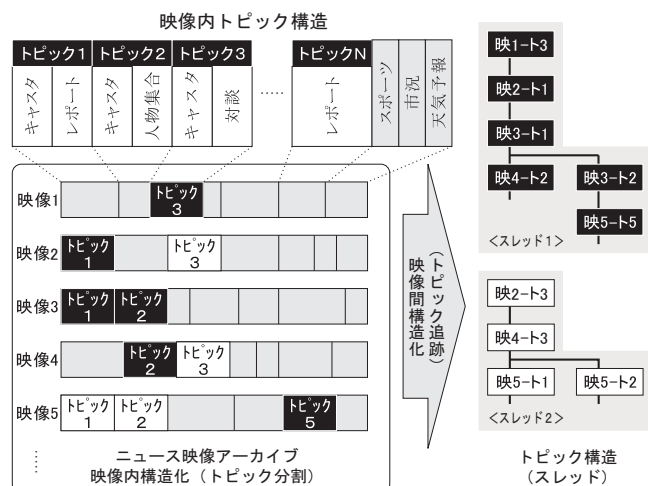 映像内トピック構造
トピック1
トピック2
トピック3
トピックN
キャスタ
レポート
キャスタ
人物集合
キャスタ
対談
……
レポート
スポーツ
市況
天気予報
映像1
トピック
3
映像2
トピック
1
トピック
3
映像3
トピック
1
トピック
2
映像4
トピック
2
トピック
3
映像5
トピック
1
トピック
2
トピック
5
ニュース映像アーカイブ
映像内構造化（トピック分割）
映像間構造化
（トピック追跡）
映1−ト3
映2−ト1
映3−ト1
映4−ト2
映3−ト2
映5−ト5
<スレッド1>
映2−ト3
映4−ト3
映5−ト1
映5−ト2
<スレッド2>
トピック構造
（スレッド）